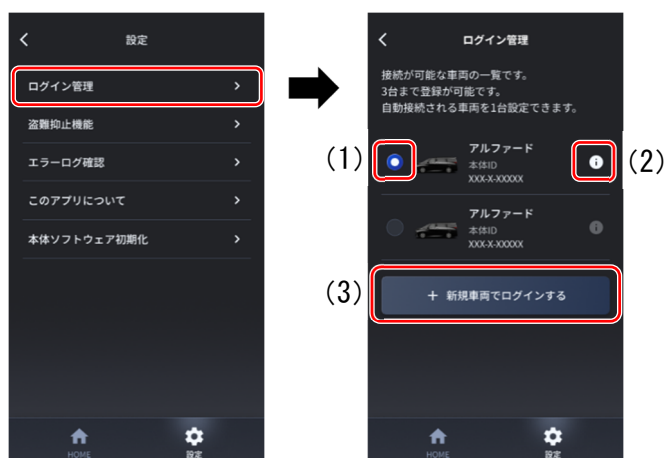 設定
ログイン管理
盗難抑止機能
エラーログ確認
このアプリについて
本体ソフトウェア初期化
HOME
設定
ログイン管理
接続が可能な車両の一覧です。
3台まで登録が可能です。
自動接続される車両を1台設定できます。
(1)
アルファード
本体ID
XXX-X-XXXXX
(2)
アルファード
本体ID
XXX-X-XXXXX
(3)
+ 新規車両でログインする
HOME
設定